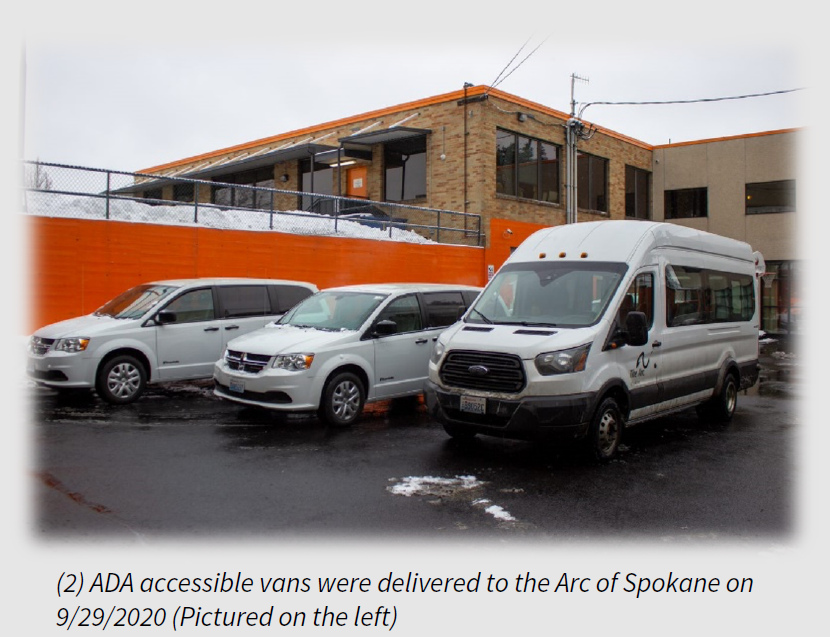 (2) ADA accessible vans were delivered to the Arc of Spokane on
9/29/2020 (Pictured on the left)